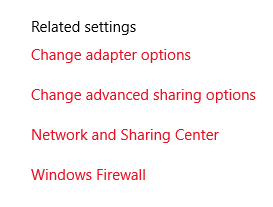 Related settings
Change adapter options
Change advanced sharing options
Network and Sharing Center
Windows Firewall